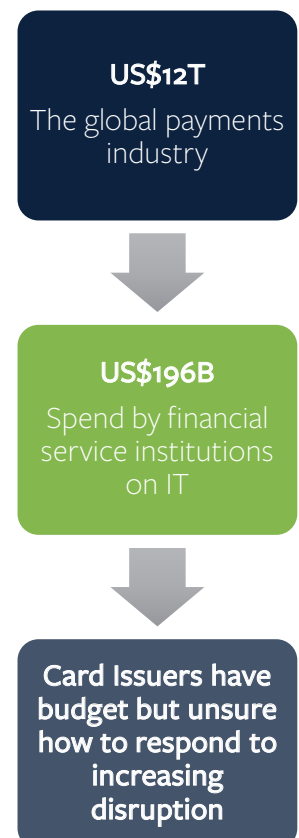 US$12T
The global payments
industry
US$196B
Spend by financial
service institutions
on IT
Card Issuers have
budget but unsure
how to respond to
increasing
disruption